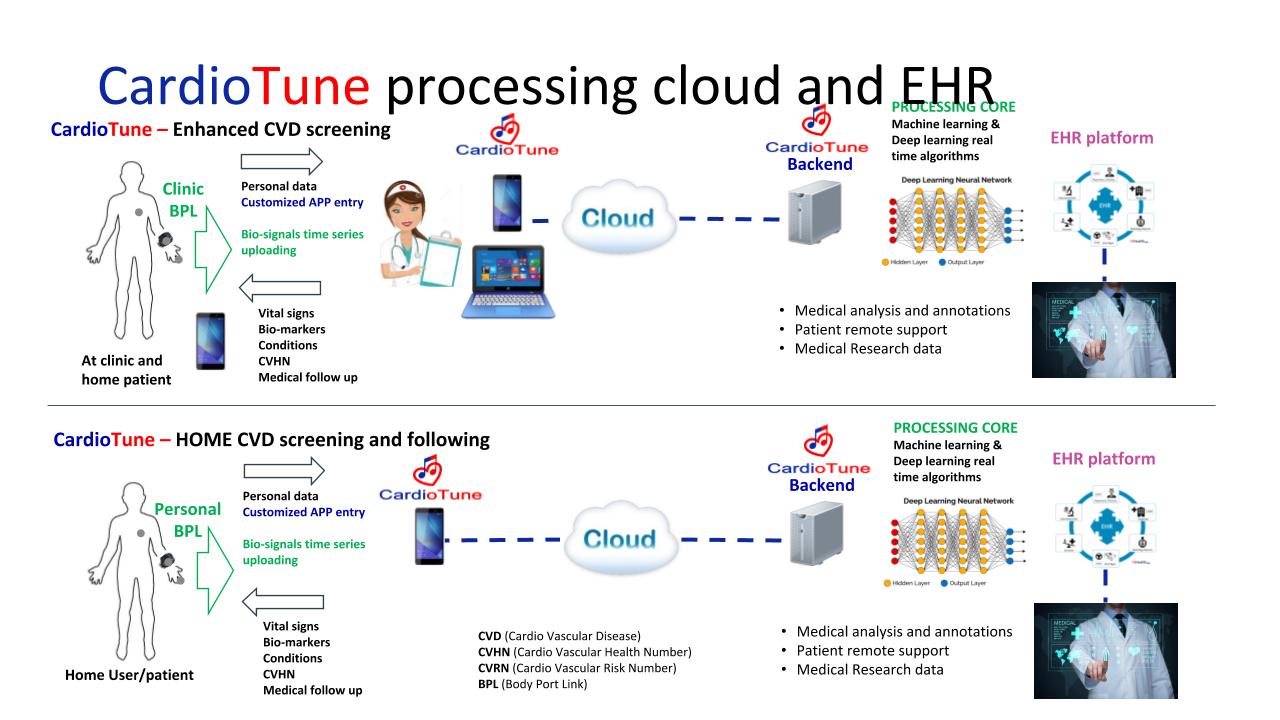 CardioTune processing cloud and EHR
CardioTune – Enhanced CVD screening
Clinic
BPL
Personal data
Customized APP entry
Bio-signals time series
uploading
Vital signs
Bio-markers
Conditions
CVHN
Medical follow up
At clinic and
home patient
CardioTune
Cloud
CardioTune
Backend
PROCESSING CORE
Machine learning &
Deep learning real
time algorithms
Deep Learning Neural Network
Hidden Layer
Output Layer
EHR platform
EHR
MEDICAL
• Medical analysis and annotations
• Patient remote support
• Medical Research data
CardioTune – HOME CVD screening and following
Personal
BPL
Personal data
Customized APP entry
Bio-signals time series
uploading
Vital signs
Bio-markers
Conditions
CVHN
Medical follow up
Home User/patient
CardioTune
Cloud
CardioTune
Backend
PROCESSING CORE
Machine learning &
Deep learning real
time algorithms
Deep Learning Neural Network
Hidden Layer
Output Layer
EHR platform
EHR
MEDICAL
CVD (Cardio Vascular Disease)
CVHN (Cardio Vascular Health Number)
CVRN (Cardio Vascular Risk Number)
BPL (Body Port Link)
• Medical analysis and annotations
• Patient remote support
• Medical Research data